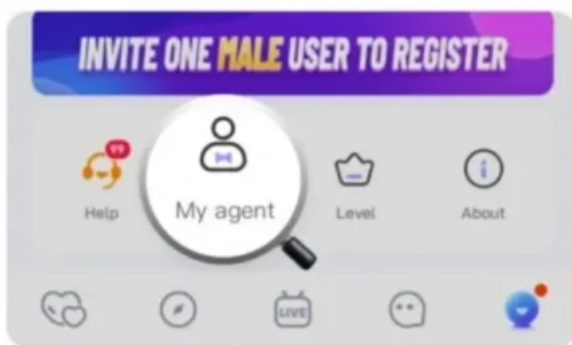 INVITE ONE MALE USER TO REGISTER
99
Help
My agent
Level
About
LIVE